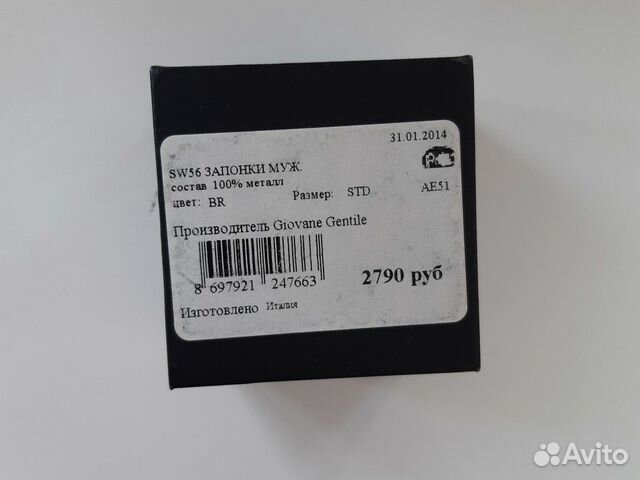 31.01.2014
SW56 ЗАПОНКИ МУЖ.
состав 100% металл
цвет: BR Размер: STD АЕ51
Производитель Giovane Gentile
8 697921 247663
2790 руб
Изготовлено Италия
Avito